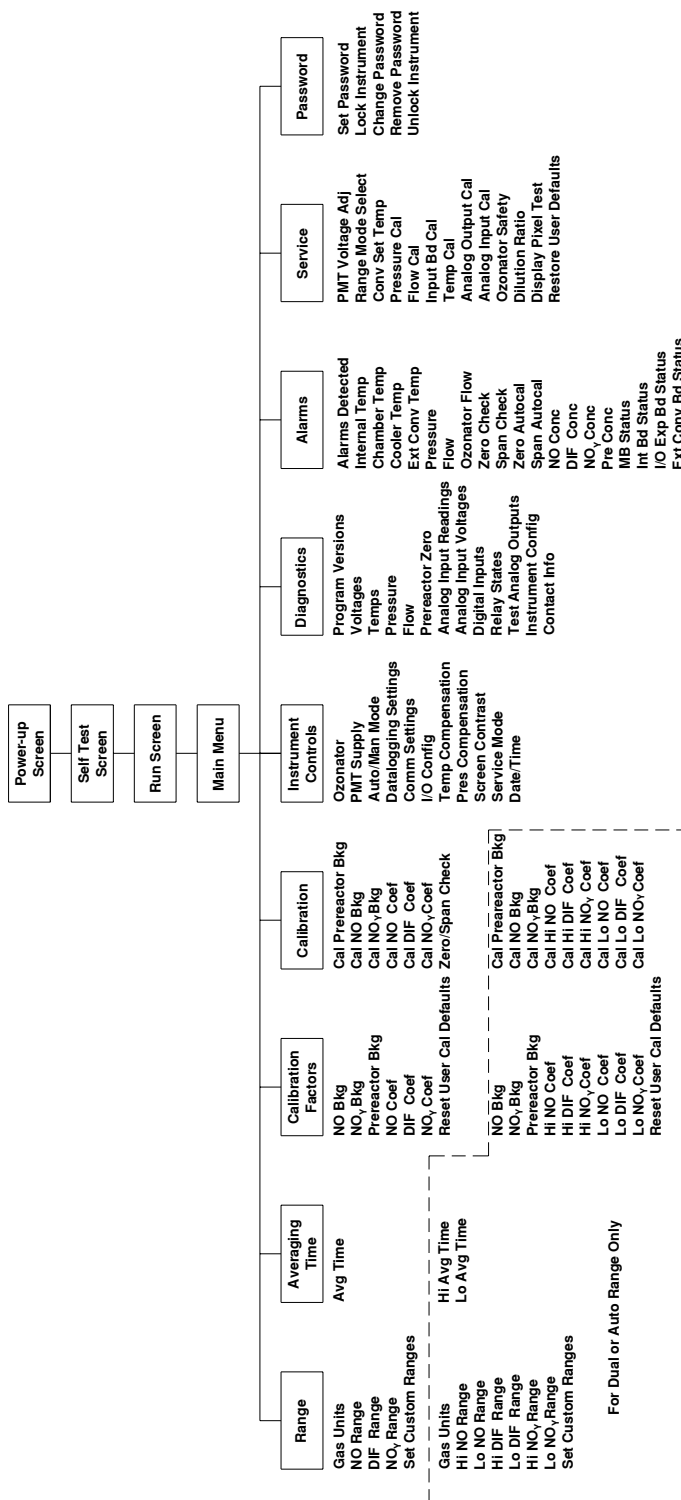 Power-up
Screen
Self Test
Screen
Run Screen
Main Menu
Range
Gas Units
NO Range
DIF Range
NOY Range
Set Custom Ranges
Gas Units
Hi NO Range
Lo NO Range
Hi DIF Range
Lo DIF Range
Hi NOY Range
Lo NOY Range
Set Custom Ranges
For Dual or Auto Range Only
Averaging
Time
Avg Time
Hi Avg Time
Lo Avg Time
Calibration
Factors
NO Bkg
NOY Bkg
Prereactor Bkg
NO Coef
DIF Coef
NOY Coef
Reset User Cal Defaults
NO Bkg
NOY Bkg
Prereactor Bkg
Hi NO Coef
Hi DIF Coef
Hi NOY Coef
Lo NO Coef
Lo DIF Coef
Lo NOY Coef
Reset User Cal Defaults
Calibration
Cal Prereactor Bkg
Cal NO Bkg
Cal NOY Bkg
Cal NO Coef
Cal DIF Coef
Cal NOY Coef
Zero/Span Check
Cal Preareactor Bkg
Cal NO Bkg
Cal NOY Bkg
Cal Hi NO Coef
Cal Hi DIF Coef
Cal Hi NOY Coef
Cal Lo NO Coef
Cal Lo DIF Coef
Cal Lo NOY Coef
Instrument
Controls
Ozonator
PMT Supply
Auto/Man Mode
Datalogging Settings
Comm Settings
I/O Config
Temp Compensation
Pres Compensation
Screen Contrast
Service Mode
Date/Time
Diagnostics
Program Versions
Voltages
Temps
Pressure
Flow
Prereactor Zero
Analog Input Readings
Analog Input Voltages
Digital Inputs
Relay States
Test Analog Outputs
Instrument Config
Contact Info
Alarms
Alarms Detected
Internal Temp
Chamber Temp
Cooler Temp
Ext Conv Temp
Pressure
Flow
Ozonator Flow
Zero Check
Span Check
Zero Autocal
Span Autocal
NO Conc
DIF Conc
NOY Conc
Pre Conc
MB Status
Int Bd Status
I/O Exp Bd Status
Ext Conv Bd Status
Service
PMT Voltage Adj
Range Mode Select
Conv Set Temp
Pressure Cal
Flow Cal
Input Bd Cal
Temp Cal
Analog Output Cal
Analog Input Cal
Ozonator Safety
Dilution Ratio
Display Pixel Test
Restore User Defaults
Password
Set Password
Lock Instrument
Change Password
Remove Password
Unlock Instrument